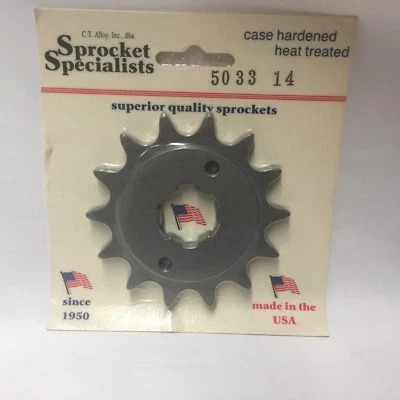 C.T. Alloy, Inc., dba
Sprocket
Specialists
case hardened
heat treated
5033 14
superior quality sprockets
since
1950
made in the
USA